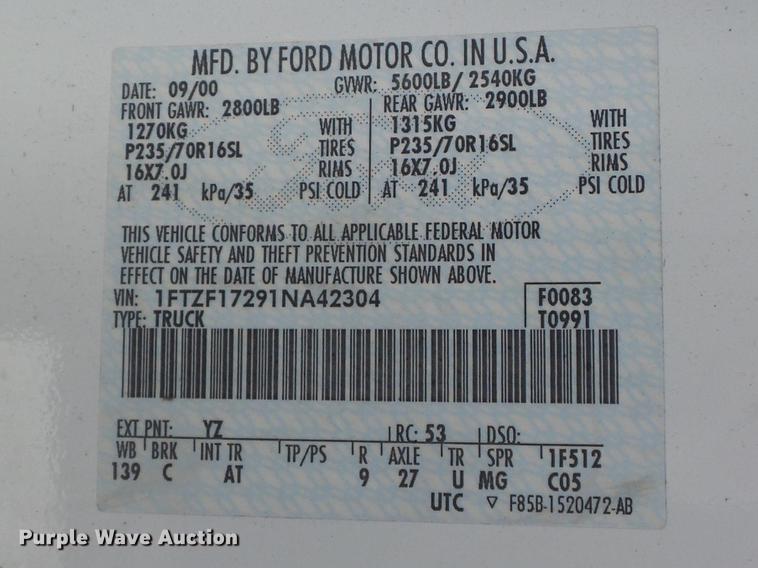 MFD. BY FORD MOTOR CO. IN U.S.A.
DATE: 09/00 GVWR: 5600LB/ 2540KG
FRONT GAWR: 2800LB REAR GAWR: 2900LB
1270KG WITH 1315KG WITH
P235/70R16SL TIRES P235/70R16SL TIRES
16X7.0J RIMS 16X7.0J RIMS
AT 241 kPa/35 PSI COLD AT 241 kPa/35 PSI COLD
THIS VEHICLE CONFORMS TO ALL APPLICABLE FEDERAL MOTOR
VEHICLE SAFETY AND THEFT PREVENTION STANDARDS IN
EFFECT ON THE DATE OF MANUFACTURE SHOWN ABOVE.
VIN: 1FTZF17291NA42304 F0083
TYPE: TRUCK T0991
EXT PNT: YZ RC: 53 DSO:
WB BRK INT TR TP/PS R AXLE TR SPR 1F512
139 C AT 9 27 U MG C05
UTC ▽ F85B-1520472-AB
Purple Wave Auction